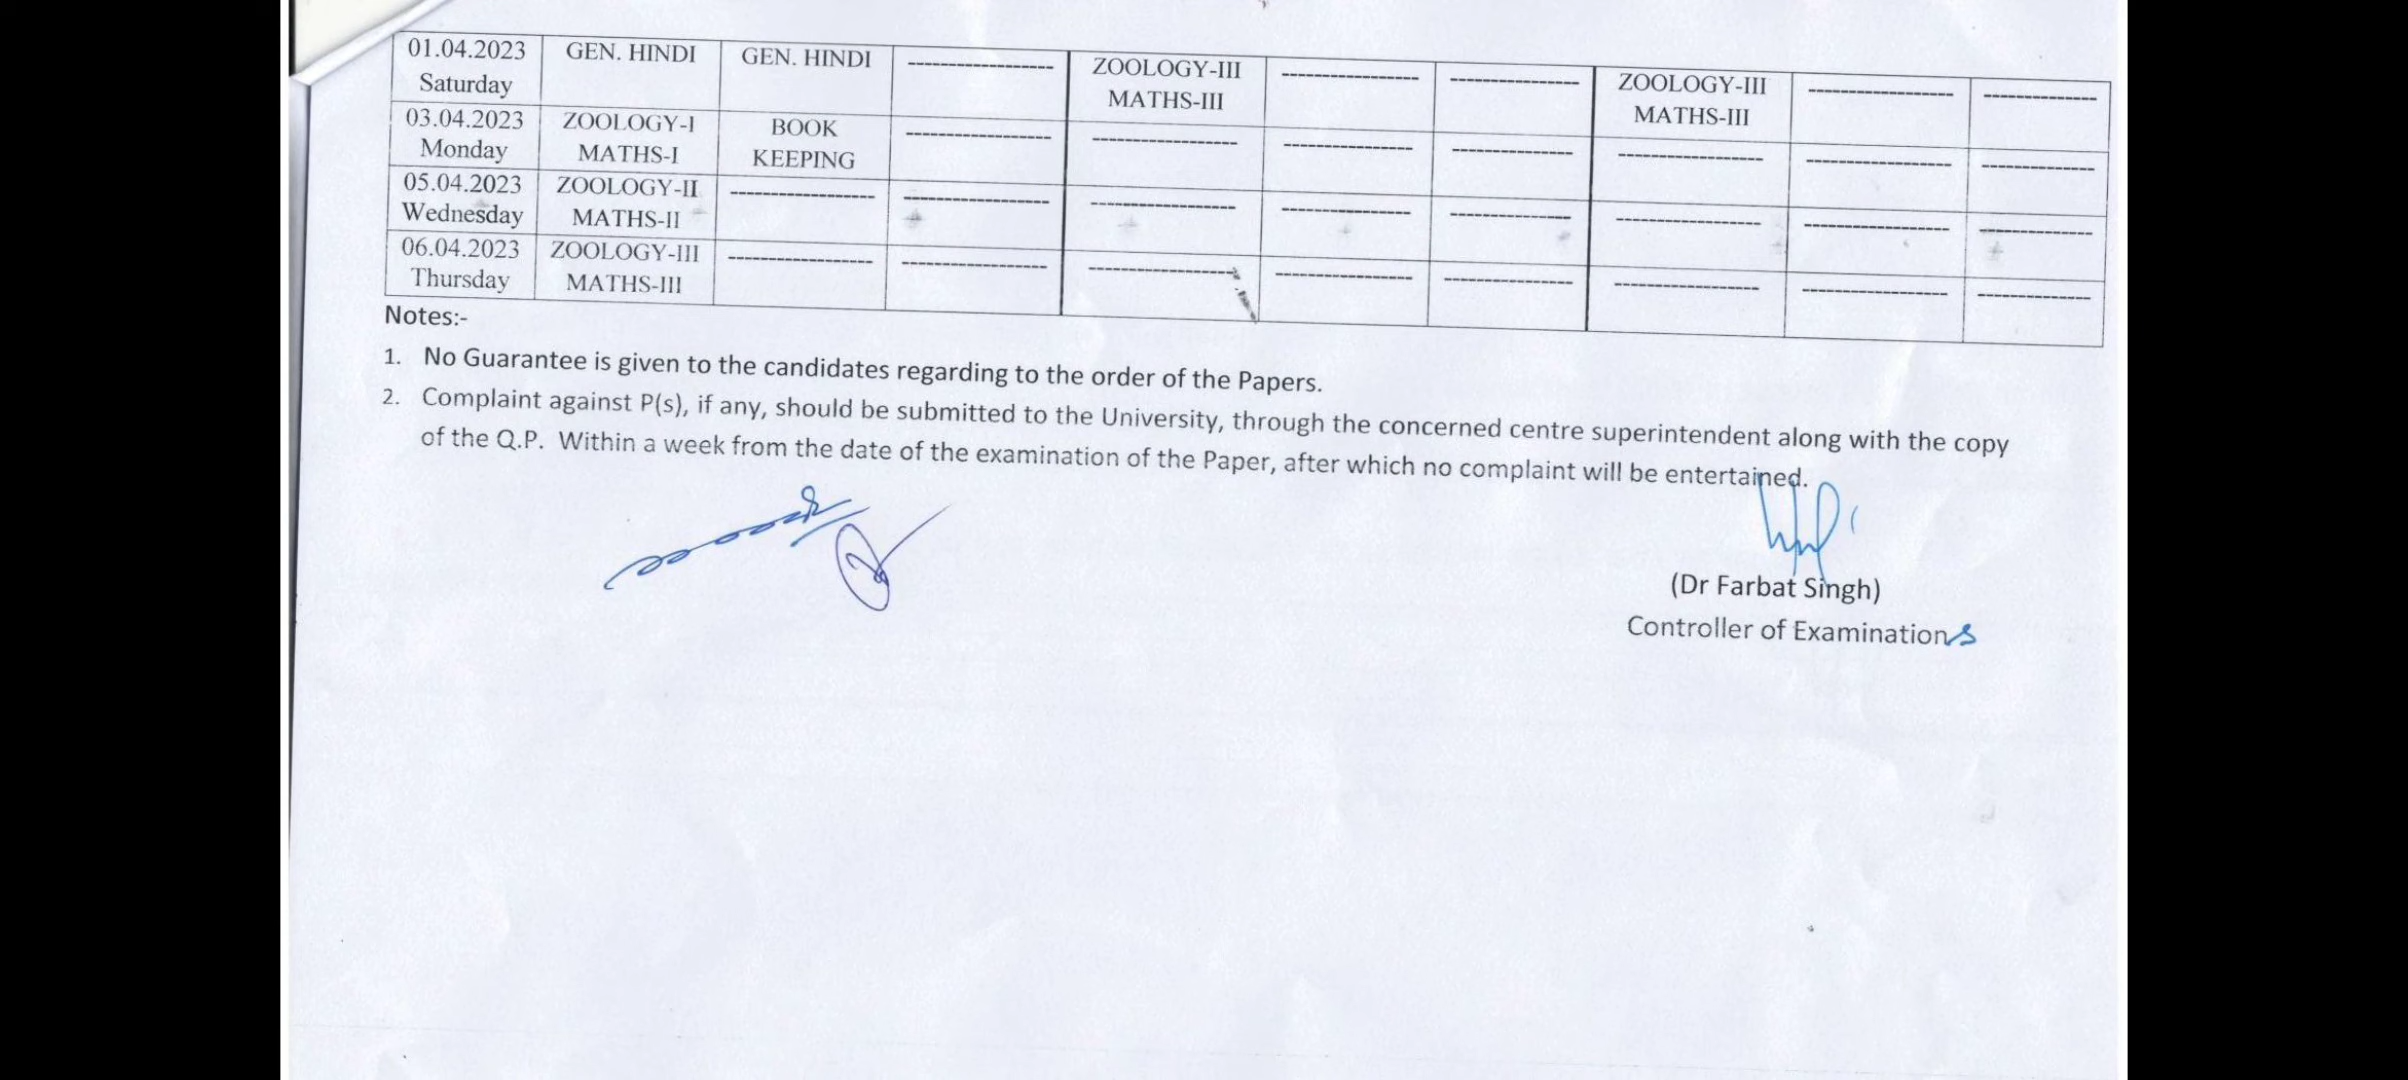 01.04.2023 GEN. HINDI GEN. HINDI ------------------ ZOOLOGY-III ------------------ ------------------ ZOOLOGY-III ------------------ --------------
Saturday MATHS-III MATHS-III
03.04.2023 ZOOLOGY-I BOOK ------------------ ------------------ ---------------- ---------------- ------------------ ------------------ --------------
Monday MATHS-I KEEPING
05.04.2023 ZOOLOGY-II ------------------ ------------------ ------------------ ---------------- ---------------- ------------------ ------------------ --------------
Wednesday MATHS-II
06.04.2023 ZOOLOGY-III ------------------ ------------------ ------------------ ---------------- ---------------- ------------------ ------------------ --------------
Thursday MATHS-III
Notes:-
1. No Guarantee is given to the candidates regarding to the order of the Papers.
2. Complaint against P(s), if any, should be submitted to the University, through the concerned centre superintendent along with the copy
of the Q.P. Within a week from the date of the examination of the Paper, after which no complaint will be entertained.
(Dr Farbat Singh)
Controller of Examinations